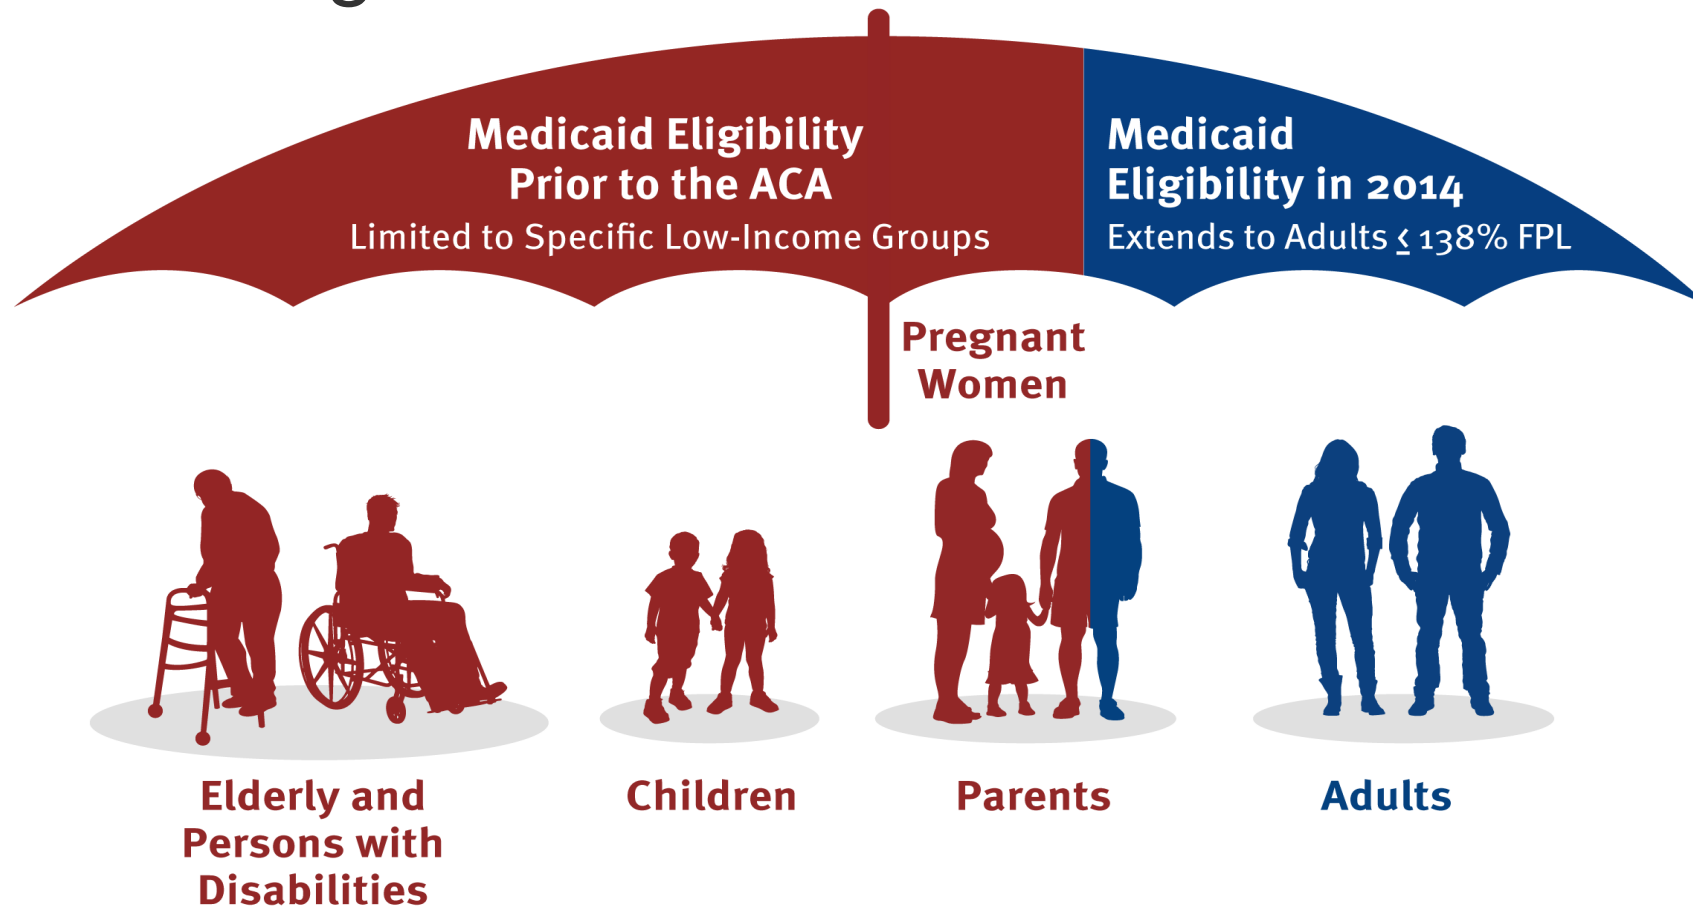 Medicaid Eligibility
Prior to the ACA
Limited to Specific Low-Income Groups
Medicaid
Eligibility in 2014
Extends to Adults ≤ 138% FPL
Pregnant
Women
Elderly and
Persons with
Disabilities
Children
Parents
Adults